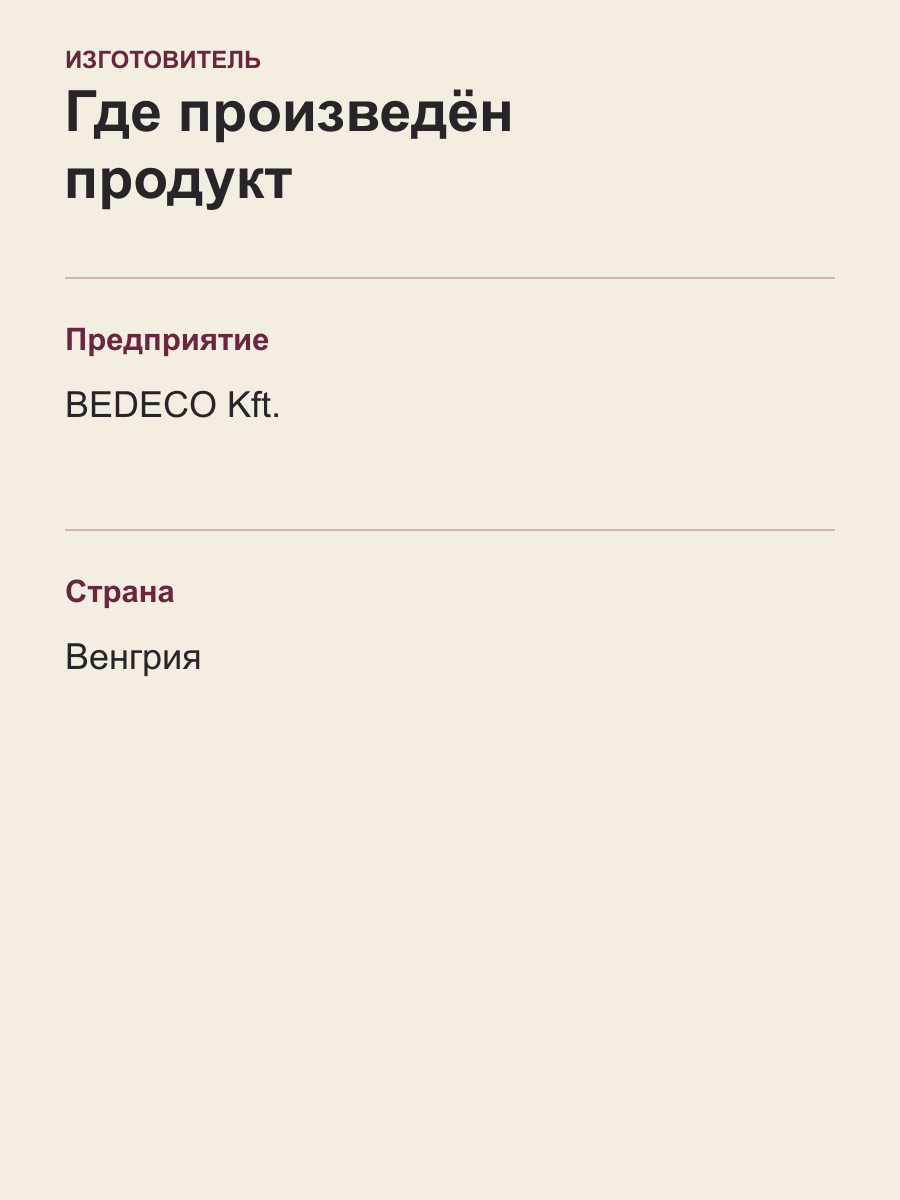 ИЗГОТОВИТЕЛЬ
Где произведён
продукт
Предприятие
BEDECO Kft.
Страна
Венгрия